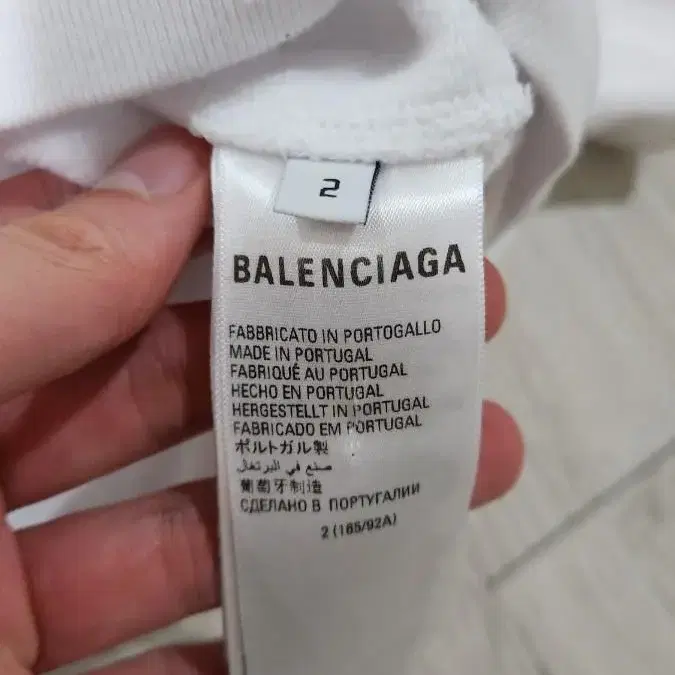 2
BALENCIAGA
FABBRICATO IN PORTOGALLO
MADE IN PORTUGAL
FABRIQUÉ AU PORTUGAL
HECHO EN PORTUGAL
HERGESTELLT IN PORTUGAL
FABRICADO EM PORTUGAL
ポルトガル製
صنع في البرتغال
葡萄牙制造
СДЕЛАНО В ПОРТУГАЛИИ
2 (165/92A)